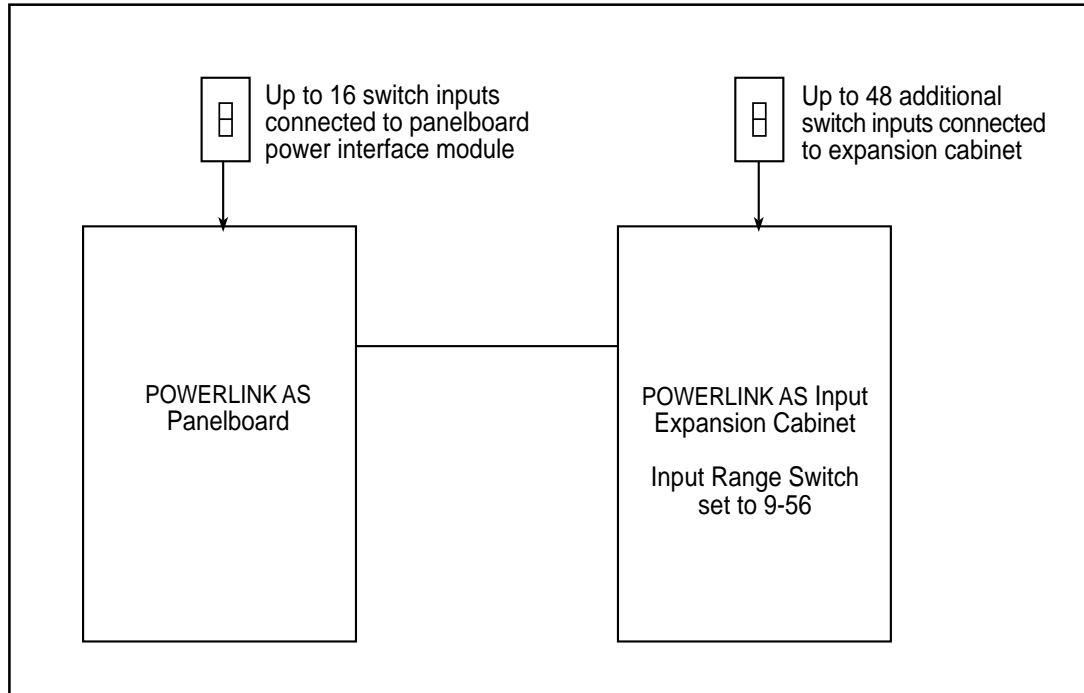 Up to 16 switch inputs
connected to panelboard
power interface module
Up to 48 additional
switch inputs connected
to expansion cabinet
POWERLINK AS
Panelboard
POWERLINK AS Input
Expansion Cabinet
Input Range Switch
set to 9-56